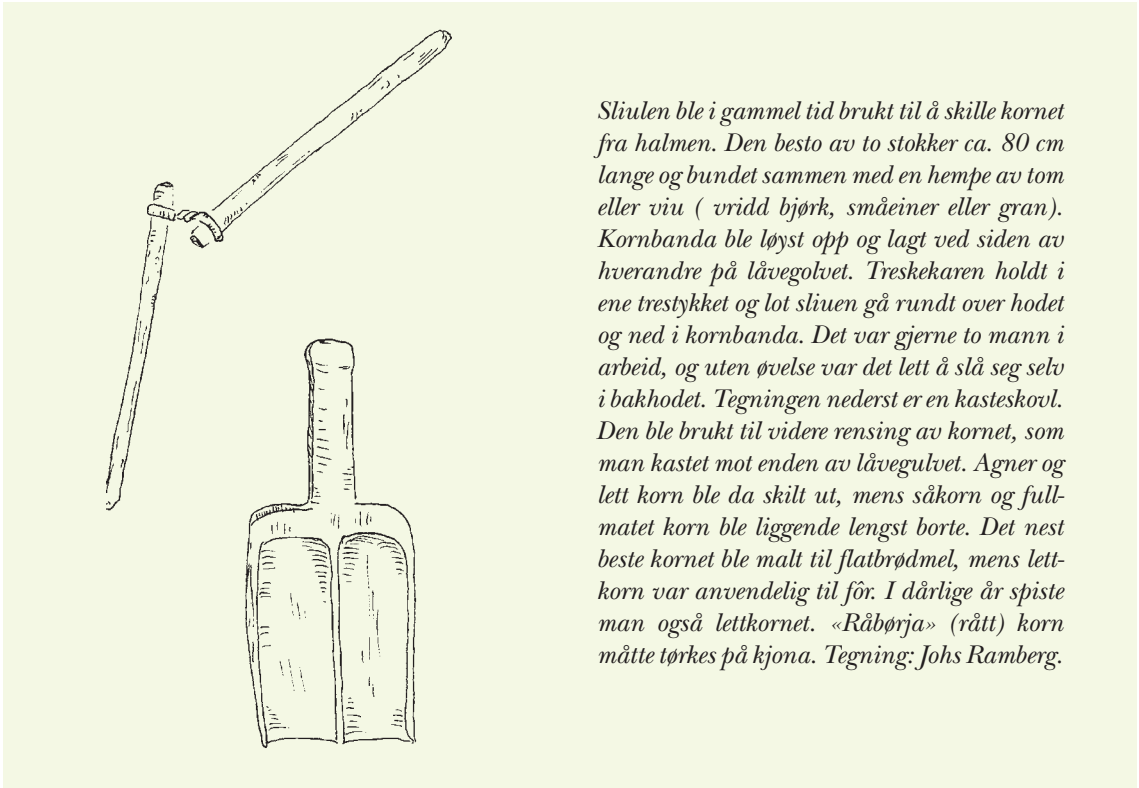 Sliulen ble i gammel tid brukt til å skille kornet
fra halmen. Den besto av to stokker ca. 80 cm
lange og bundet sammen med en hempe av tom
eller viu ( vridd bjørk, småeiner eller gran).
Kornbanda ble løyst opp og lagt ved siden av
hverandre på låvegolvet. Treskekaren holdt i
ene trestykket og lot sliuen gå rundt over hodet
og ned i kornbanda. Det var gjerne to mann i
arbeid, og uten øvelse var det lett å slå seg selv
i bakhodet. Tegningen nederst er en kasteskovl.
Den ble brukt til videre rensing av kornet, som
man kastet mot enden av låvegulvet. Agner og
lett korn ble da skilt ut, mens såkorn og full-
matet korn ble liggende lengst borte. Det nest
beste kornet ble malt til flatbrødmel, mens lett-
korn var anvendelig til fôr. I dårlige år spiste
man også lettkornet. «Råbørja» (rått) korn
måtte tørkes på kjona. Tegning: Johs Ramberg.